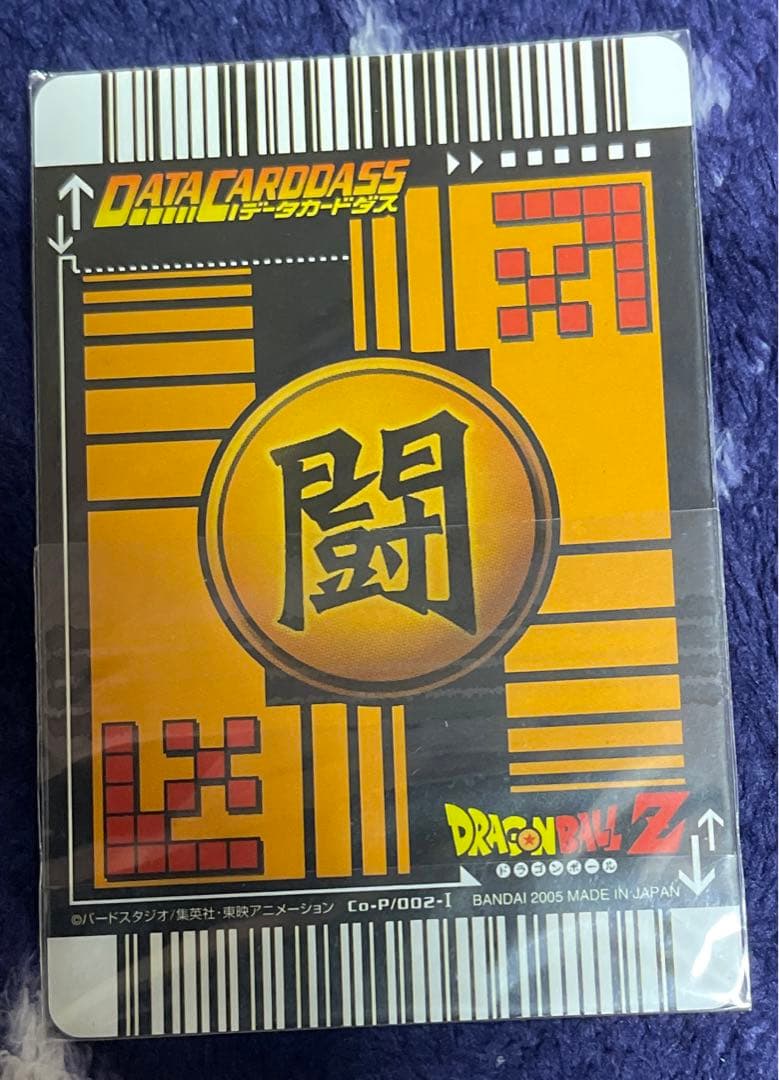 DATA CARDDASS
データカードダス
闘
DRAGON BALL Z
ドラゴンボール
©バードスタジオ/集英社・東映アニメーション Co-P/002-I BANDAI 2005 MADE IN JAPAN